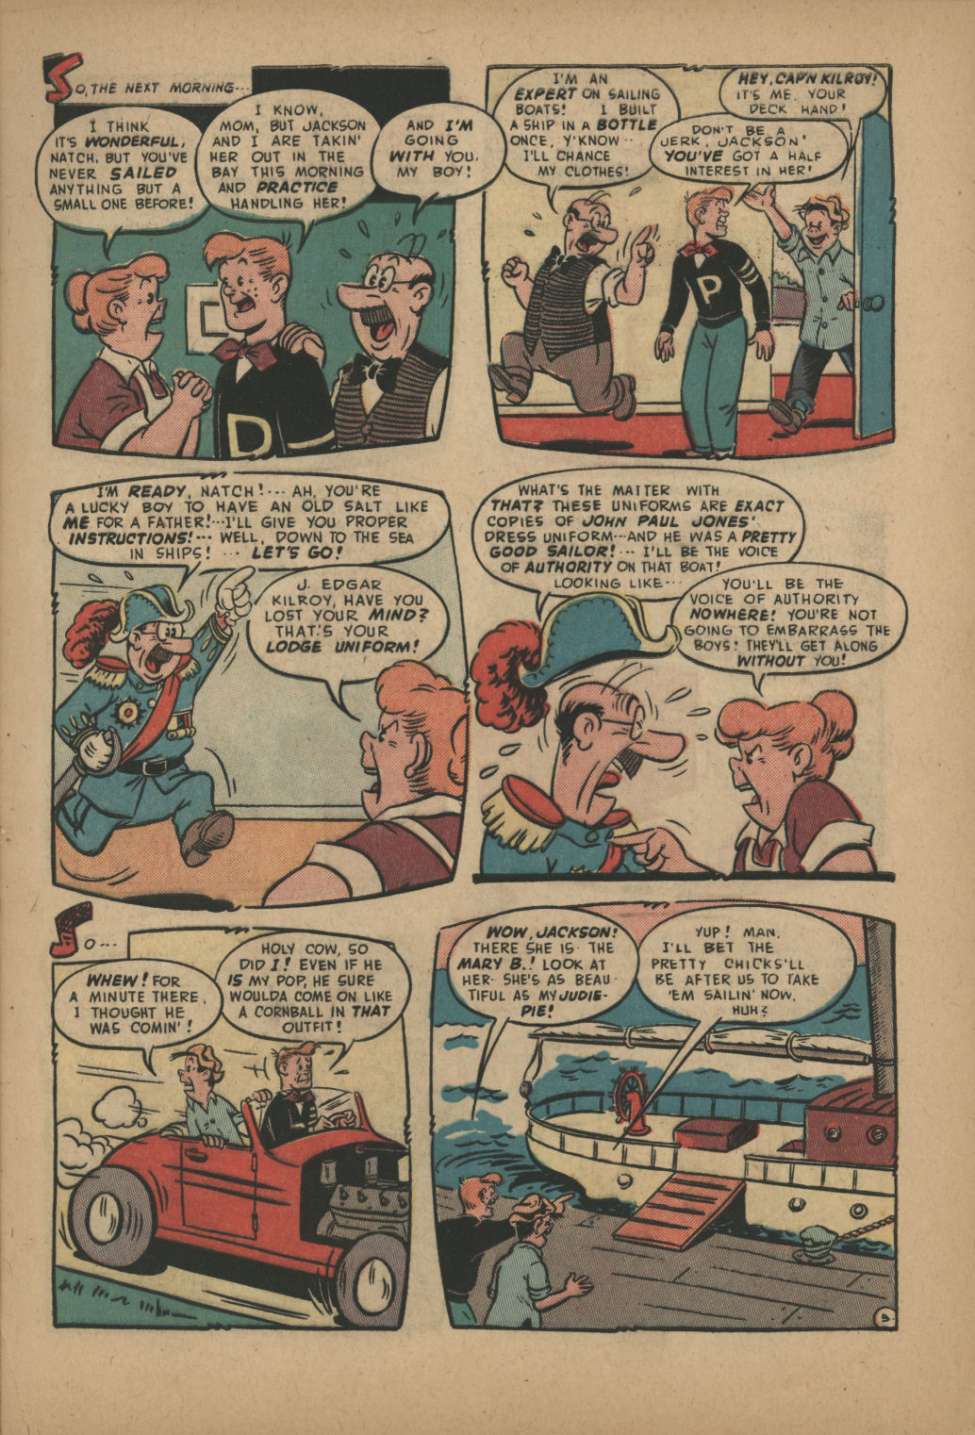 SO, THE NEXT MORNING...
I THINK
IT'S WONDERFUL,
NATCH. BUT YOU'VE
NEVER SAILED
ANYTHING BUT A
SMALL ONE BEFORE!
I KNOW,
MOM, BUT JACKSON
AND I ARE TAKIN'
HER OUT IN THE
BAY THIS MORNING
AND PRACTICE
HANDLING HER!
AND I'M
GOING
WITH YOU,
MY BOY!
P
I'M AN
EXPERT ON SAILING
BOATS! I BUILT
A SHIP IN A BOTTLE
ONCE, Y'KNOW--
I'LL CHANCE
MY CLOTHES!
HEY, CAP'N KILROY!
IT'S ME, YOUR
DECK HAND!
DON'T BE A
JERK, JACKSON!
YOU'VE GOT A HALF
INTEREST IN HER!
P
I'M READY, NATCH!--- AH, YOU'RE
A LUCKY BOY TO HAVE AN OLD SALT LIKE
ME FOR A FATHER!---I'LL GIVE YOU PROPER
INSTRUCTIONS!--- WELL, DOWN TO THE SEA
IN SHIPS! --- LET'S GO!
J. EDGAR
KILROY, HAVE YOU
LOST YOUR MIND?
THAT'S YOUR
LODGE UNIFORM!
WHAT'S THE MATTER WITH
THAT? THESE UNIFORMS ARE EXACT
COPIES OF JOHN PAUL JONES'
DRESS UNIFORM---AND HE WAS A PRETTY
GOOD SAILOR!--- I'LL BE THE VOICE
OF AUTHORITY ON THAT BOAT!
LOOKING LIKE---
YOU'LL BE THE
VOICE OF AUTHORITY
NOWHERE! YOU'RE NOT
GOING TO EMBARRASS THE
BOYS! THEY'LL GET ALONG
WITHOUT YOU!
SO---
WHEW! FOR
A MINUTE THERE,
I THOUGHT HE
WAS COMIN'!
HOLY COW, SO
DID I! EVEN IF HE
IS MY POP, HE SURE
WOULDA COME ON LIKE
A CORNBALL IN THAT
OUTFIT!
WOW, JACKSON!
THERE SHE IS - THE
MARY B.! LOOK AT
HER - SHE'S AS BEAU-
TIFUL AS MY JUDIE-
PIE!
YUP! MAN,
I'LL BET THE
PRETTY CHICKS'LL
BE AFTER US TO TAKE
'EM SAILIN' NOW,
HUH?
3